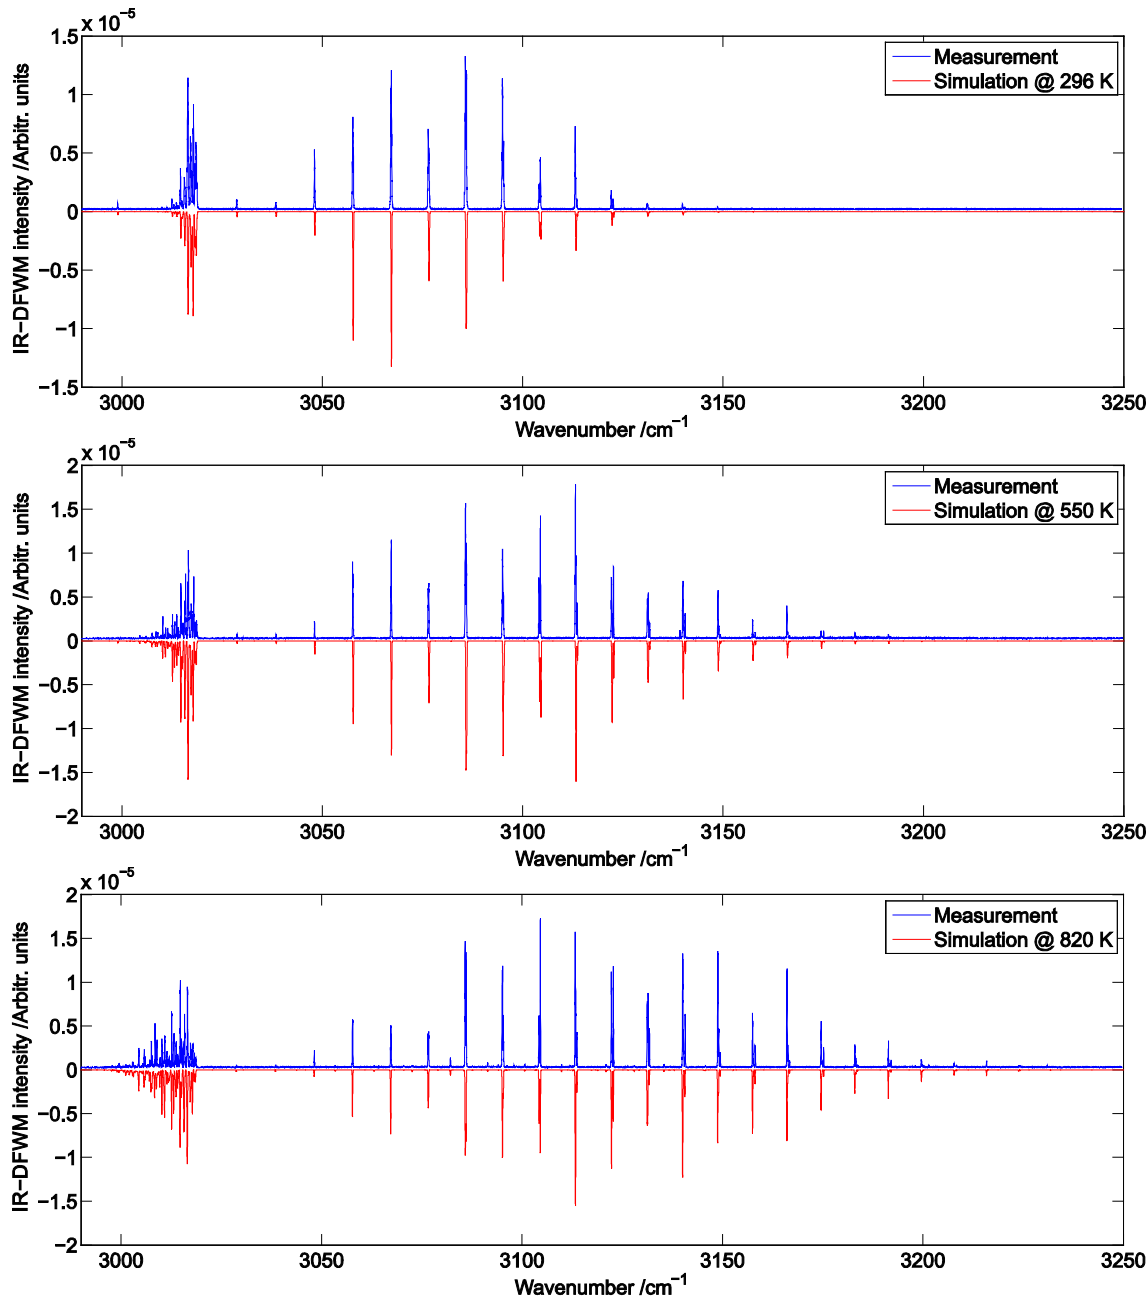 x 10−5
1.5
1
0.5
0
−0.5
−1
−1.5
IR−DFWM intensity /Arbitr. units
Measurement
Simulation @ 296 K
3000 3050 3100 3150 3200 3250
Wavenumber /cm−1
x 10−5
2
1.5
1
0.5
0
−0.5
−1
−1.5
−2
IR−DFWM intensity /Arbitr. units
Measurement
Simulation @ 550 K
3000 3050 3100 3150 3200 3250
Wavenumber /cm−1
x 10−5
2
1.5
1
0.5
0
−0.5
−1
−1.5
−2
IR−DFWM intensity /Arbitr. units
Measurement
Simulation @ 820 K
3000 3050 3100 3150 3200 3250
Wavenumber /cm−1